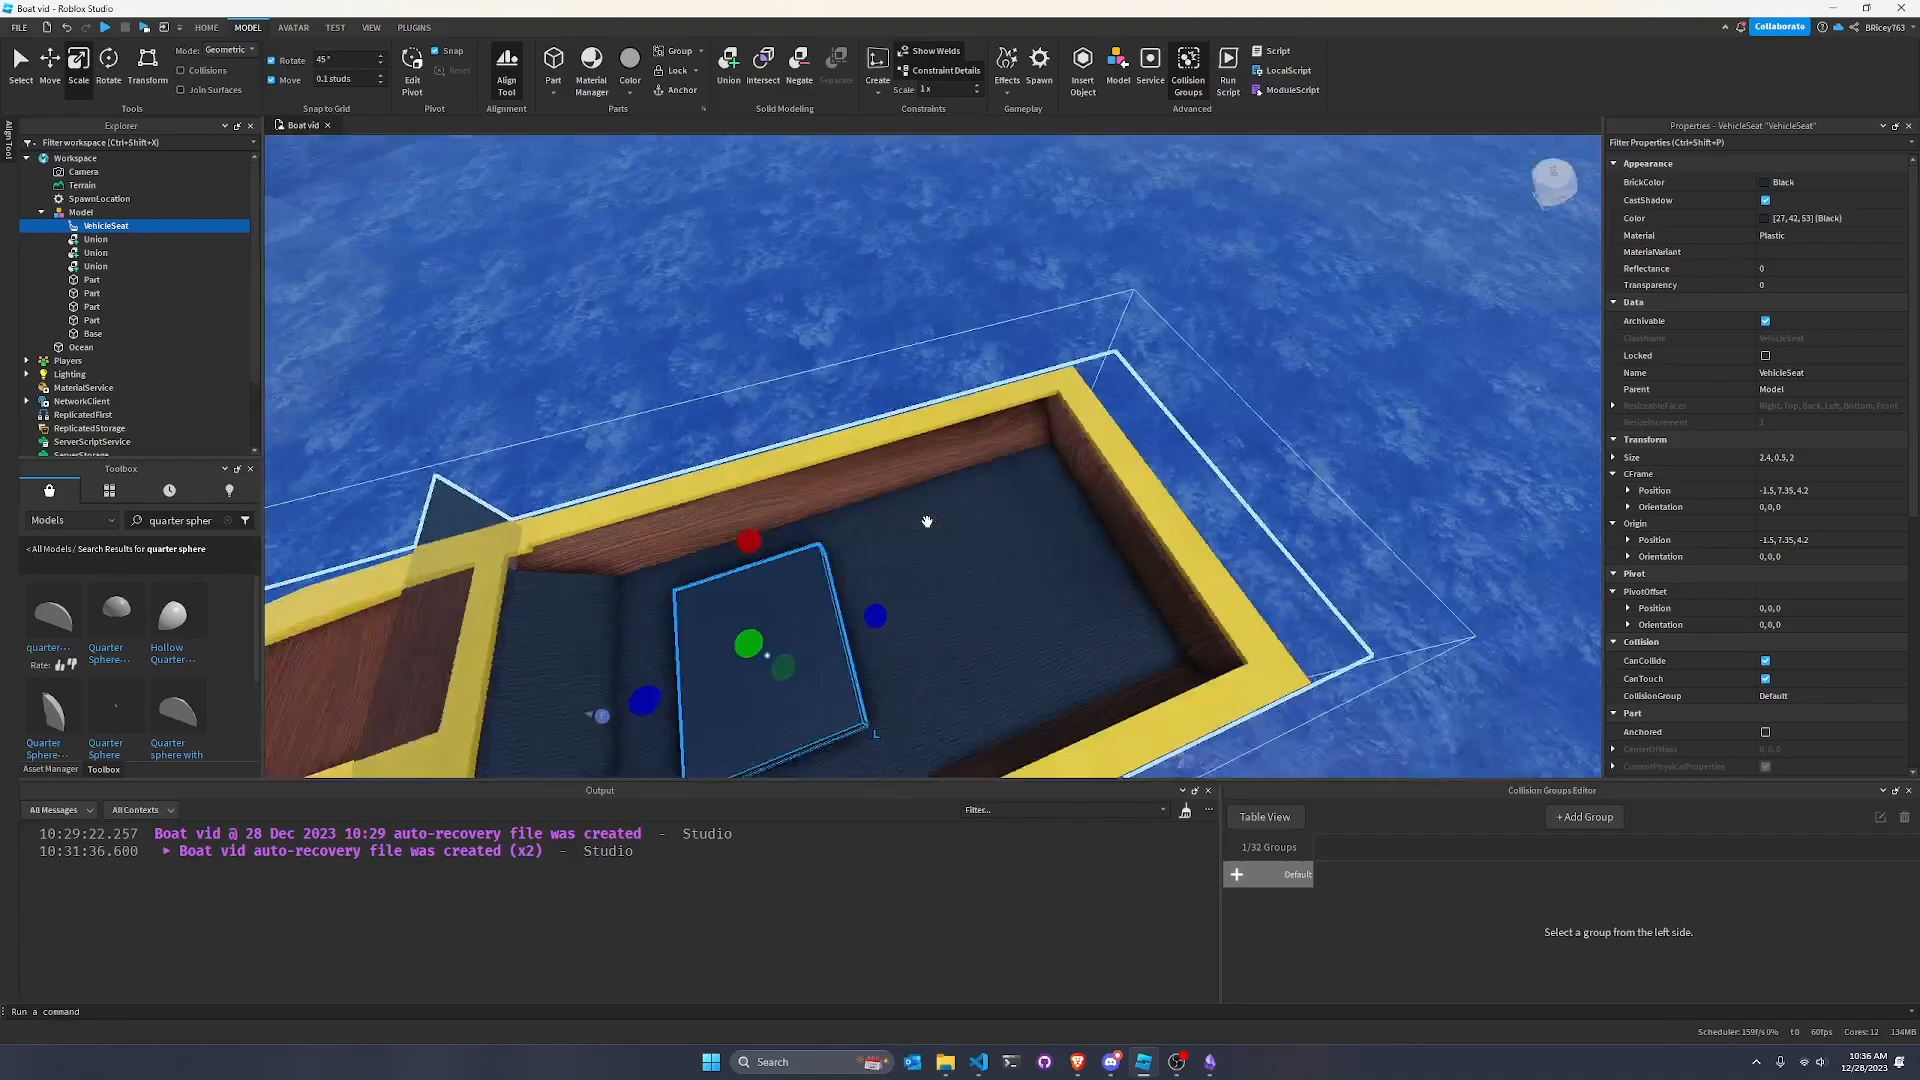 Boat vid - Roblox Studio
FILE
HOME
MODEL
AVATAR
TEST
VIEW
PLUGINS
Collaborate
BRicey763
Select
Move
Scale
Rotate
Transform
Mode: Geometric
Collisions
Join Surfaces
Tools
Rotate 45°
Move 0.1 studs
Snap to Grid
Edit Pivot
Snap
Reset
Pivot
Align Tool
Alignment
Part
Material Manager
Color
Group
Lock
Anchor
Parts
Union
Intersect
Negate
Separate
Solid Modeling
Create
Show Welds
Constraint Details
Scale 1 x
Constraints
Effects
Spawn
Gameplay
Insert Object
Model
Service
Collision Groups
Run Script
Script
LocalScript
ModuleScript
Advanced
Align Tool
Explorer
Filter workspace (Ctrl+Shift+X)
Workspace
Camera
Terrain
SpawnLocation
Model
VehicleSeat
Union
Union
Union
Part
Part
Part
Part
Base
Ocean
Players
Lighting
MaterialService
NetworkClient
ReplicatedFirst
ReplicatedStorage
ServerScriptService
ServerStorage
Toolbox
Models
quarter spher
< All Models / Search Results for quarter sphere
quarter...
Rate:
Quarter Sphere...
Hollow Quarter...
Quarter Sphere...
Quarter Sphere
Quarter sphere with
Asset Manager
Toolbox
Boat vid
L
Properties - VehicleSeat "VehicleSeat"
Filter Properties (Ctrl+Shift+P)
Appearance
BrickColor Black
CastShadow
Color [27, 42, 53] (Black)
Material Plastic
MaterialVariant
Reflectance 0
Transparency 0
Data
Archivable
ClassName VehicleSeat
Locked
Name VehicleSeat
Parent Model
ResizeableFaces Right, Top, Back, Left, Bottom, Front
ResizeIncrement 1
Transform
Size 2.4, 0.5, 2
CFrame
Position -1.5, 7.35, 4.2
Orientation 0, 0, 0
Origin
Position -1.5, 7.35, 4.2
Orientation 0, 0, 0
Pivot
PivotOffset
Position 0, 0, 0
Orientation 0, 0, 0
Collision
CanCollide
CanTouch
CollisionGroup Default
Part
Anchored
CenterOfMass 0, 0, 0
CurrentPhysicalProperties
Output
All Messages
All Contexts
Filter...
10:29:22.257 Boat vid @ 28 Dec 2023 10:29 auto-recovery file was created - Studio
10:31:36.600 ▶ Boat vid auto-recovery file was created (x2) - Studio
Collision Groups Editor
Table View
+ Add Group
1/32 Groups
Default
Select a group from the left side.
Run a command
Scheduler: 159f/s 0%
t0
60fps
Cores: 12
134MB
Search
10:36 AM
12/28/2023